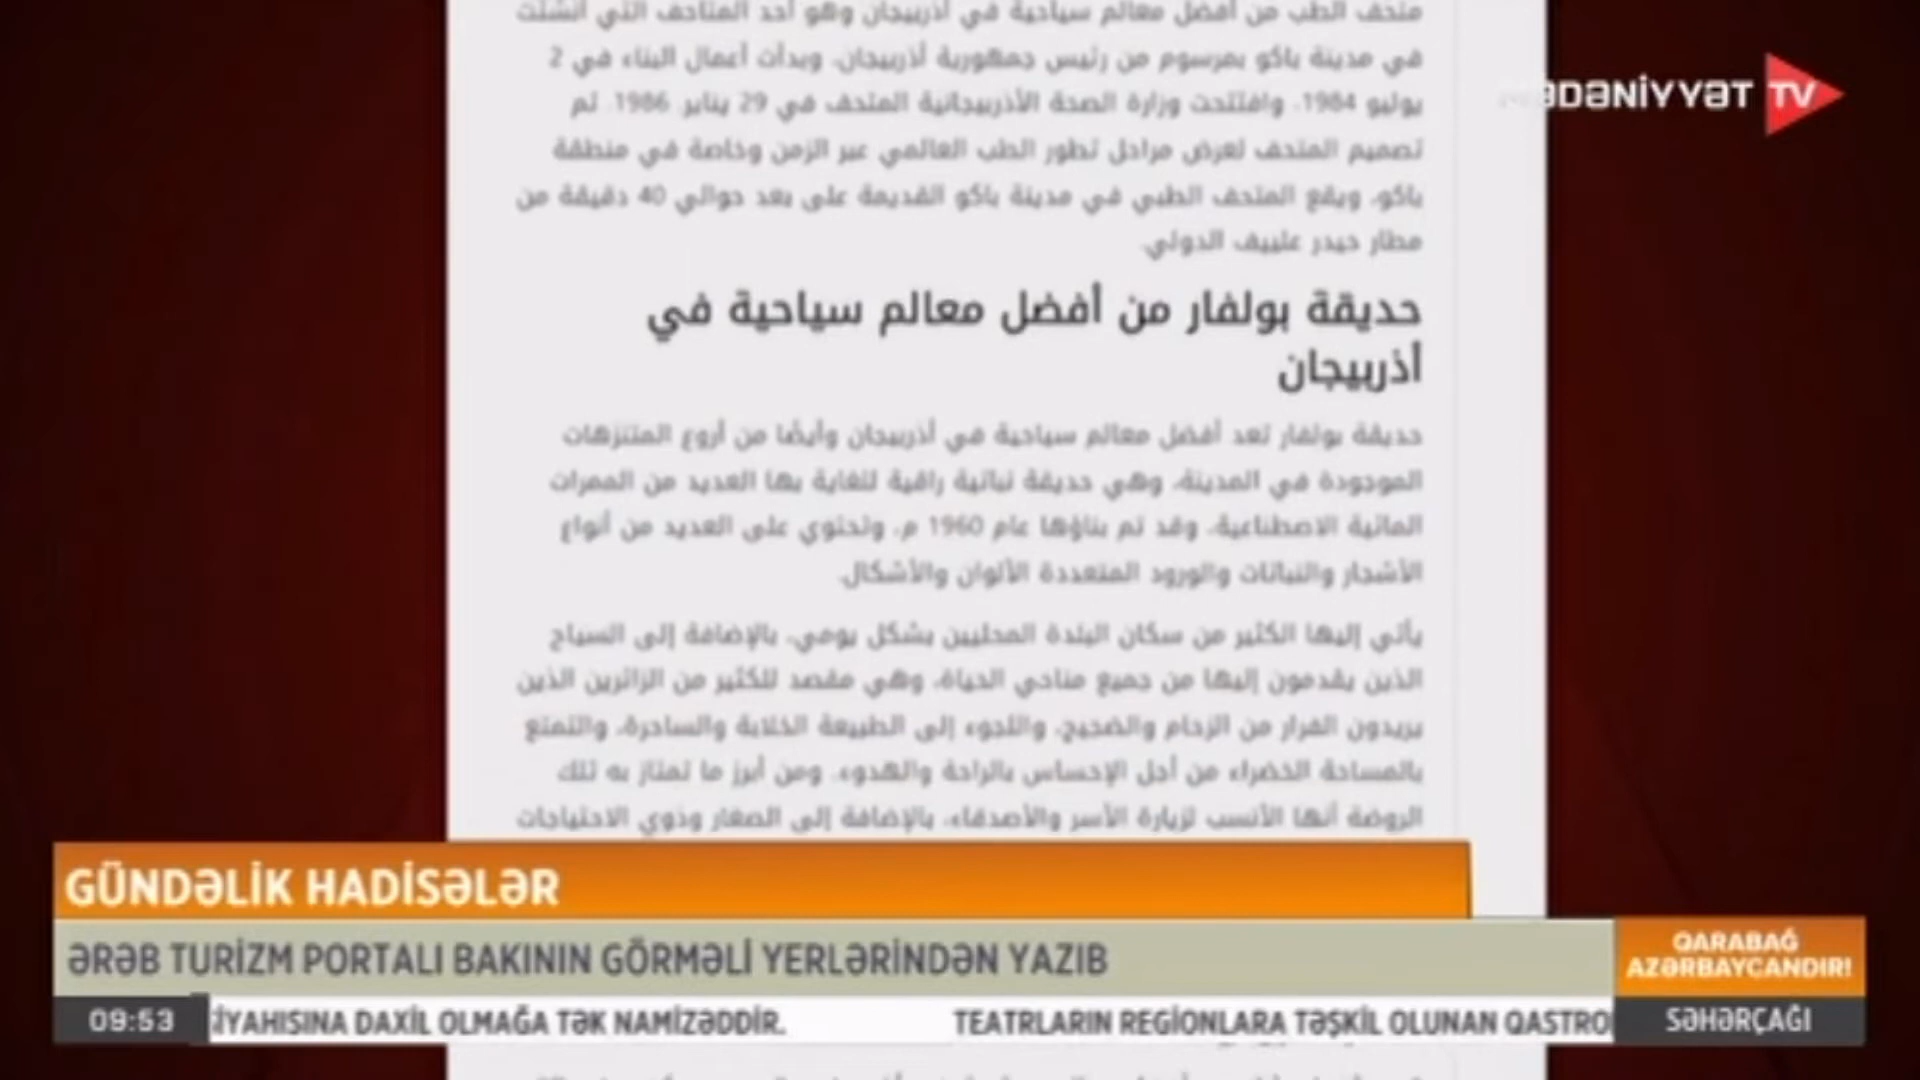 متحف الطب من أفضل معالم سياحية في أذربيجان وهو أحد المتاحف التي أنشئت
في مدينة باكو بمرسوم من رئيس جمهورية أذربيجان، وبدأت أعمال البناء في 2
يوليو 1984، وافتتحت وزارة الصحة الأذربيجانية المتحف في 29 يناير 1986. تم
تصميم المتحف لعرض مراحل تطور الطب العالمي عبر الزمن وخاصة في منطقة
باكو، ويقع المتحف الطبي في مدينة باكو القديمة على بعد حوالي 40 دقيقة من
مطار حيدر علييف الدولي.
حديقة بولفار من أفضل معالم سياحية في
أذربيجان
حديقة بولفار تعد أفضل معالم سياحية في أذربيجان وأيضًا من أروع المتنزهات
الموجودة في المدينة، وهي حديقة نباتية راقية للغاية بها العديد من الممرات
المائية الاصطناعية، وقد تم بناؤها عام 1960 م، وتحتوي على العديد من أنواع
الأشجار والنباتات والورود المتعددة الألوان والأشكال.
يأتي إليها الكثير من سكان البلدة المحليين بشكل يومي، بالإضافة إلى السياح
الذين يقدمون إليها من جميع مناحي الحياة، وهي مقصد للكثير من الزائرين الذين
يريدون الفرار من الزحام والضجيج، واللجوء إلى الطبيعة الخلابة والساحرة، والتمتع
بالمساحة الخضراء من أجل الإحساس بالراحة والهدوء. ومن أبرز ما تمتاز به تلك
الروضة أنها الأنسب لزيارة الأسر والأصدقاء، بالإضافة إلى الصغار وذوي الاحتياجات
MƏDƏNİYYƏT TV
GÜNDƏLİK HADİSƏLƏR
ƏRƏB TURİZM PORTALI BAKININ GÖRMƏLİ YERLƏRİNDƏN YAZIB
QARABAĞ
AZƏRBAYCANDIR!
09:53 SİYAHISINA DAXİL OLMAĞA TƏK NAMİZƏDDİR. TEATRLARIN REGİONLARA TƏŞKİL OLUNAN QASTRO
SƏHƏRÇAĞI